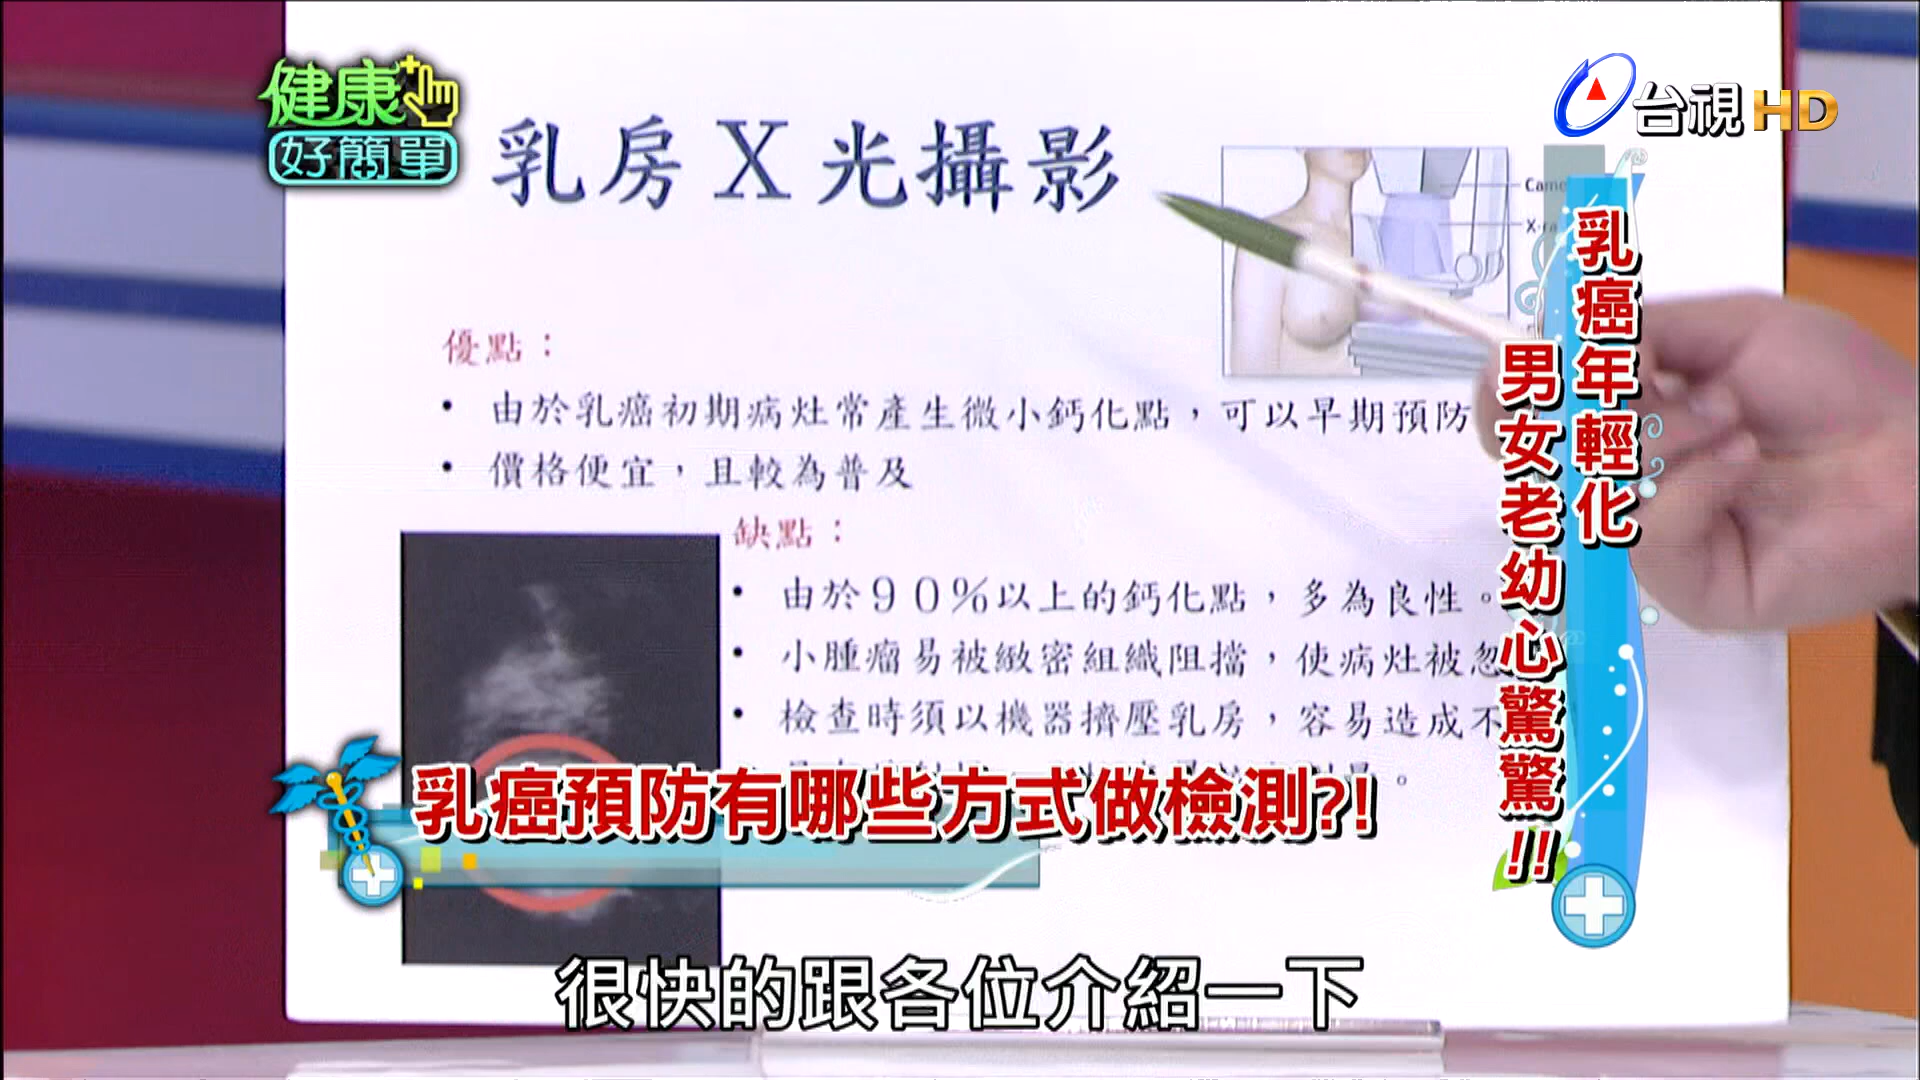 健康
好簡單
台視HD
乳房X光攝影
Came
X-ra
優點：
• 由於乳癌初期病灶常產生微小鈣化點，可以早期預防
• 價格便宜，且較為普及
缺點：
• 由於90%以上的鈣化點，多為良性。
• 小腫瘤易被緻密組織阻擋，使病灶被忽
• 檢查時須以機器擠壓乳房，容易造成不
乳癌年輕化
男女老幼心驚驚!!
乳癌預防有哪些方式做檢測?!
很快的跟各位介紹一下